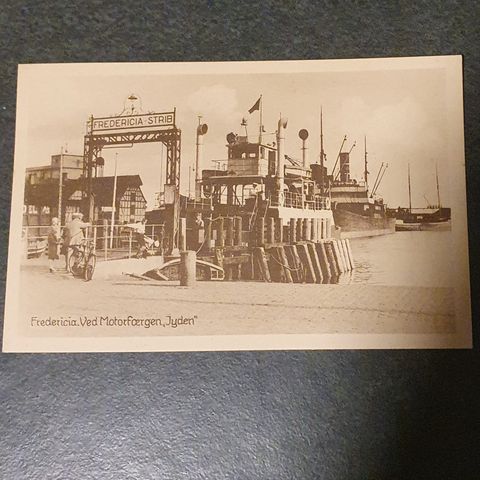 FREDERICIA-STRIB
Fredericia. Ved Motorfærgen „Jyden"